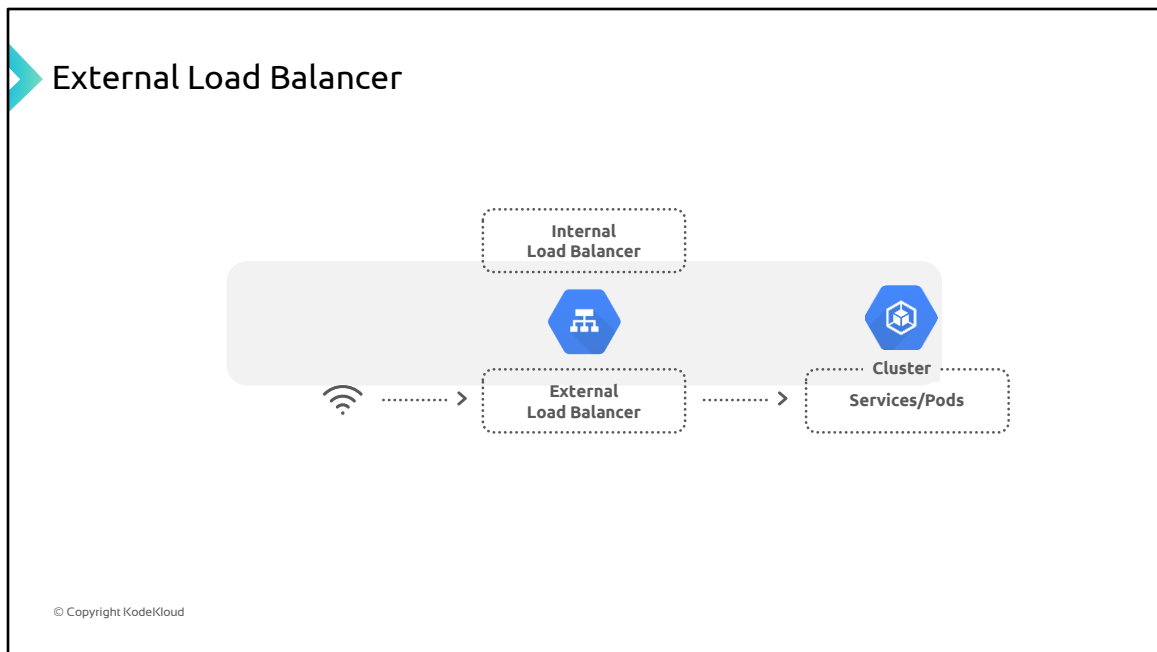 External Load Balancer
Internal
Load Balancer
Cluster
External
Load Balancer
Services/Pods
© Copyright KodeKloud